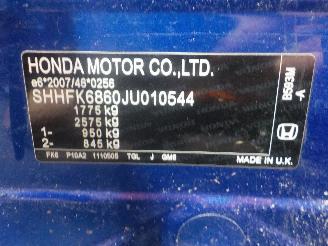 HONDA MOTOR CO.,LTD.
e6*2007/46*0256
SHHFK6860JU010544
1775 kg
2575 kg
1- 950 kg
2- 845 kg
FK6 P10A2 1110505 TGL J GM6
B593M
-A
MADE IN U.K.